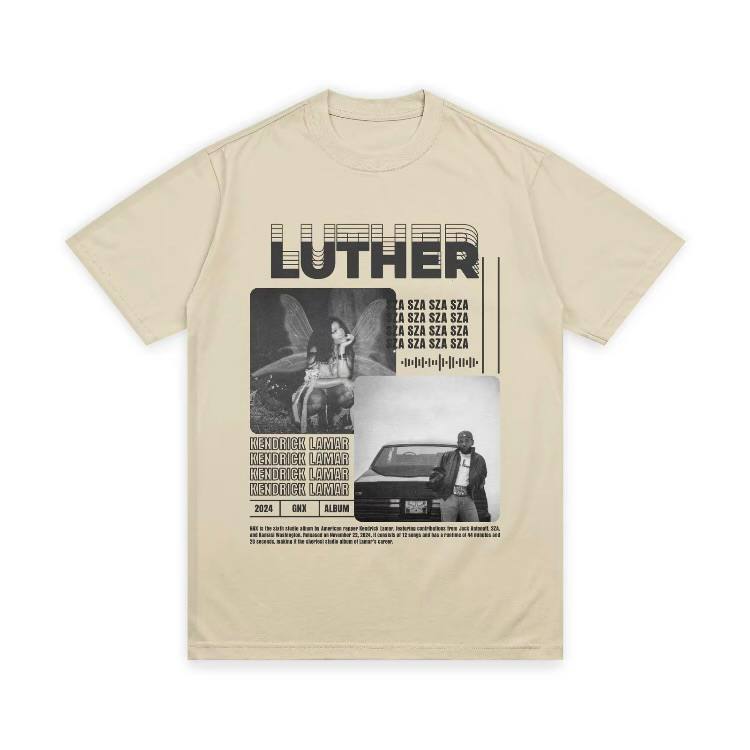 LUTHER
SZA SZA SZA SZA
SZA SZA SZA SZA
SZA SZA SZA SZA
SZA SZA SZA SZA
KENDRICK LAMAR
KENDRICK LAMAR
KENDRICK LAMAR
KENDRICK LAMAR
2024 GNX ALBUM
GNX is the sixth studio album by American rapper Kendrick Lamar, featuring contributions from Jack Antonoff, SZA,
and Kamasi Washington. Released on November 22, 2024, it consists of 12 songs and has a runtime of 44 minutes and
20 seconds, making it the shortest studio album of Lamar's career.